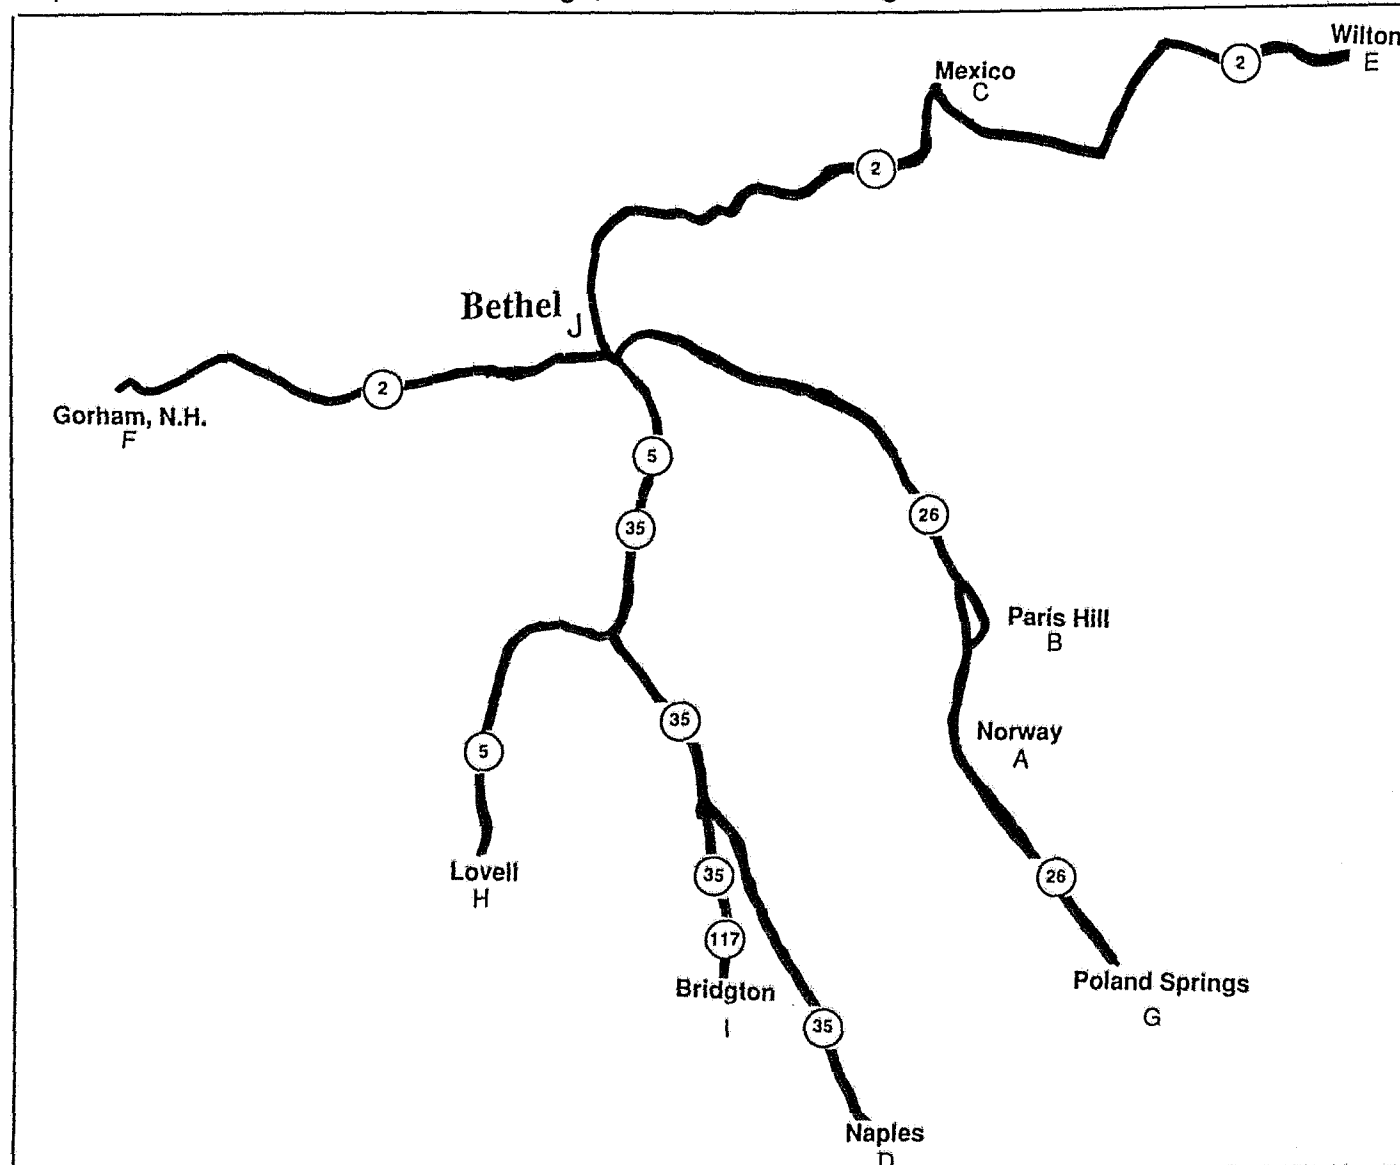 Wilton
E
2
Mexico
C
2
Bethel
J
2
Gorham, N.H.
F
5
26
35
Paris Hill
B
35
Norway
A
5
Lovell
H
35
26
117
Bridgton
I
Poland Springs
G
35
Naples
D